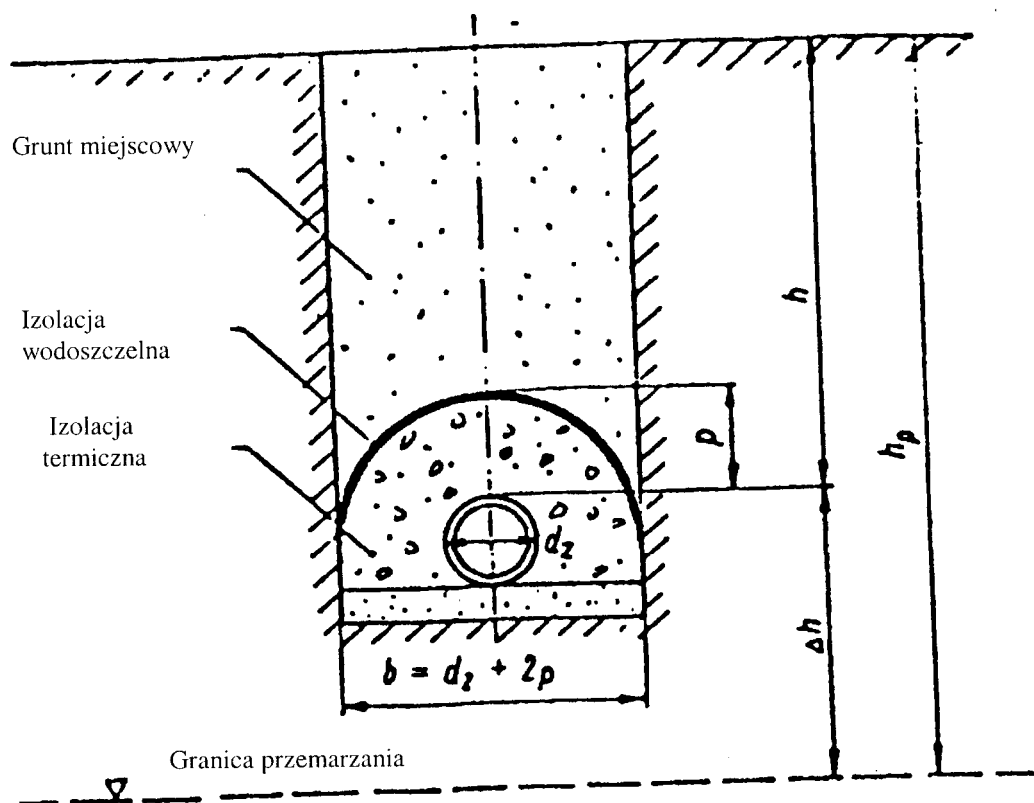 Grunt miejscowy
h
Izolacja
wodoszczelna
Izolacja
termiczna
p
h_p
d_z
Δh
b = d_z + 2p
Granica przemarzania